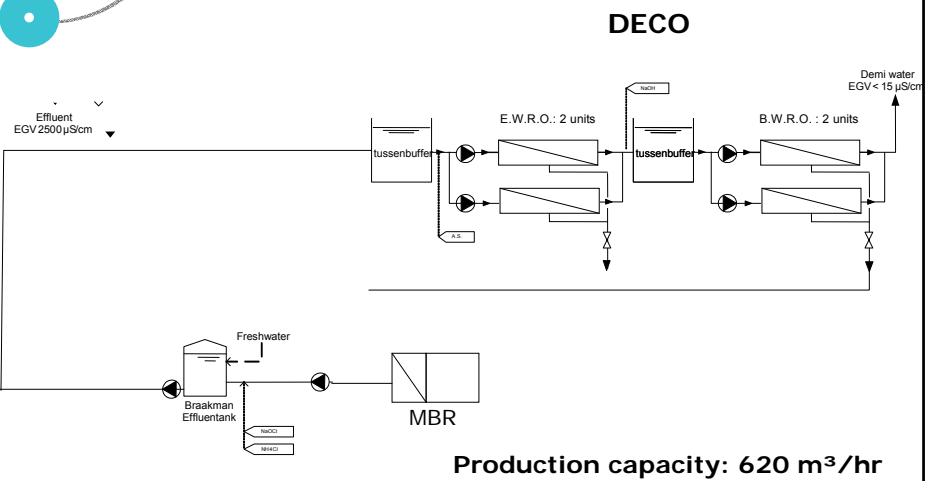 DECO
Demi water
EGV < 15 µS/cm
NaOH
Effluent
EGV 2500 µS/cm
E.W.R.O.: 2 units
B.W.R.O. : 2 units
tussenbuffer
tussenbuffer
A.S.
Freshwater
Braakman
Effluentank
MBR
NaOCl
NH4Cl
Production capacity: 620 m³/hr